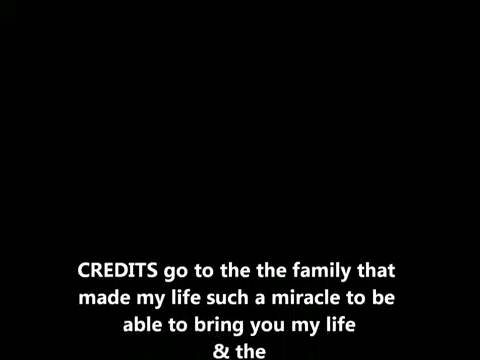 CREDITS go to the the family that
made my life such a miracle to be
able to bring you my life
& the